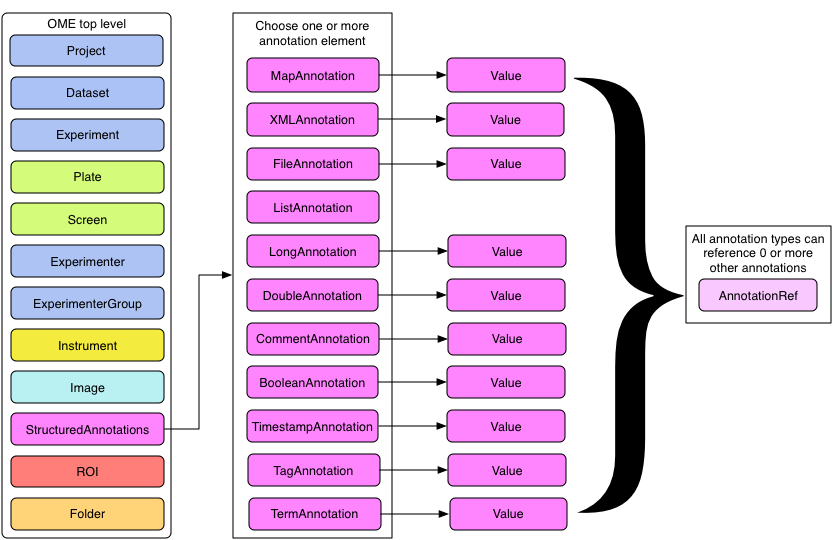 OME top level
Project
Dataset
Experiment
Plate
Screen
Experimenter
ExperimenterGroup
Instrument
Image
StructuredAnnotations
ROI
Folder
Choose one or more
annotation element
MapAnnotation
Value
XMLAnnotation
Value
FileAnnotation
Value
ListAnnotation
LongAnnotation
Value
DoubleAnnotation
Value
CommentAnnotation
Value
BooleanAnnotation
Value
TimestampAnnotation
Value
TagAnnotation
Value
TermAnnotation
Value
All annotation types can
reference 0 or more
other annotations
AnnotationRef